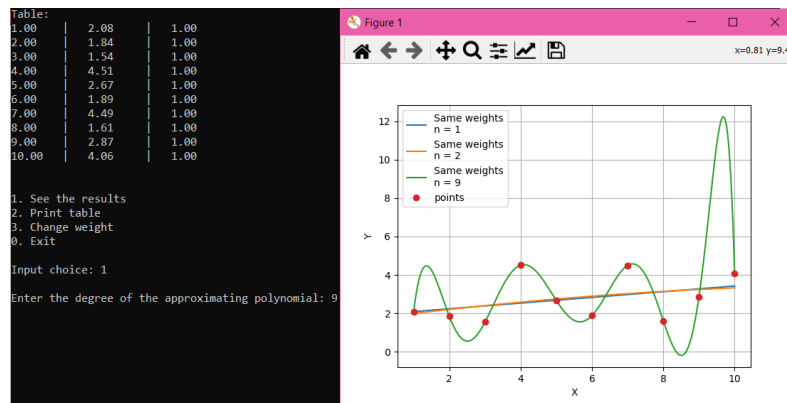 Table:
1.00 | 2.08 | 1.00
2.00 | 1.84 | 1.00
3.00 | 1.54 | 1.00
4.00 | 4.51 | 1.00
5.00 | 2.67 | 1.00
6.00 | 1.89 | 1.00
7.00 | 4.49 | 1.00
8.00 | 1.61 | 1.00
9.00 | 2.87 | 1.00
10.00 | 4.06 | 1.00
1. See the results
2. Print table
3. Change weight
0. Exit
Input choice: 1
Enter the degree of the approximating polynomial: 9
Figure 1
x=0.81 y=9.4
Same weights
n = 1
Same weights
n = 2
Same weights
n = 9
points
12
10
8
6
4
2
0
Y
2 4 6 8 10
X